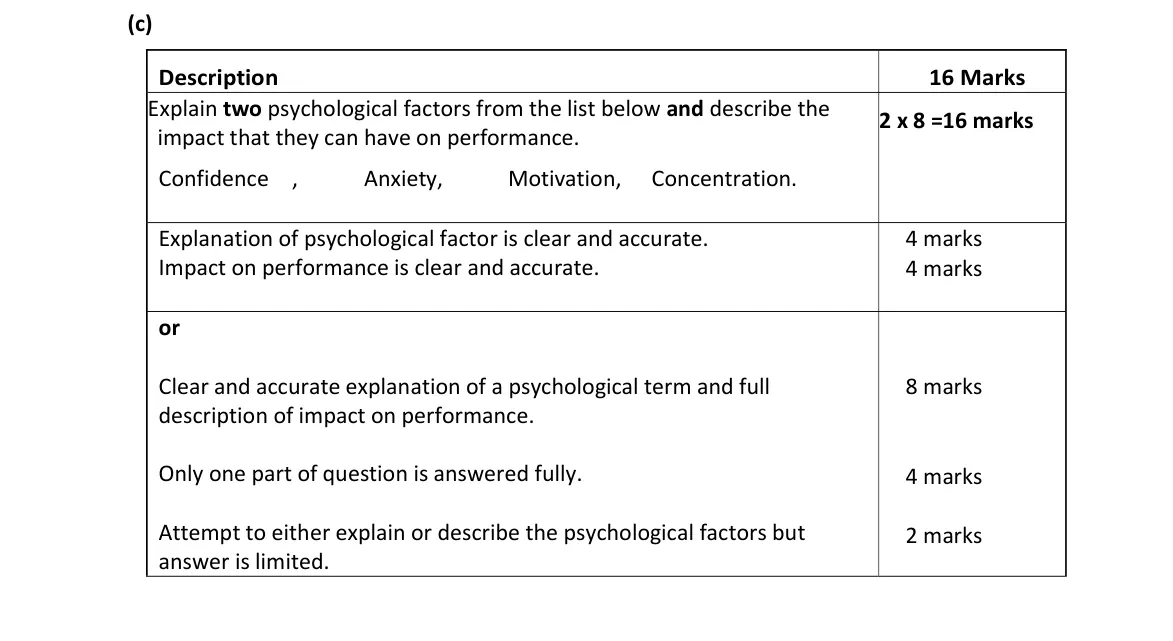 (c)
Description 16 Marks
Explain two psychological factors from the list below and describe the
impact that they can have on performance.
2 x 8 =16 marks
Confidence , Anxiety, Motivation, Concentration.
Explanation of psychological factor is clear and accurate. 4 marks
Impact on performance is clear and accurate. 4 marks
or
Clear and accurate explanation of a psychological term and full 8 marks
description of impact on performance.
Only one part of question is answered fully. 4 marks
Attempt to either explain or describe the psychological factors but 2 marks
answer is limited.